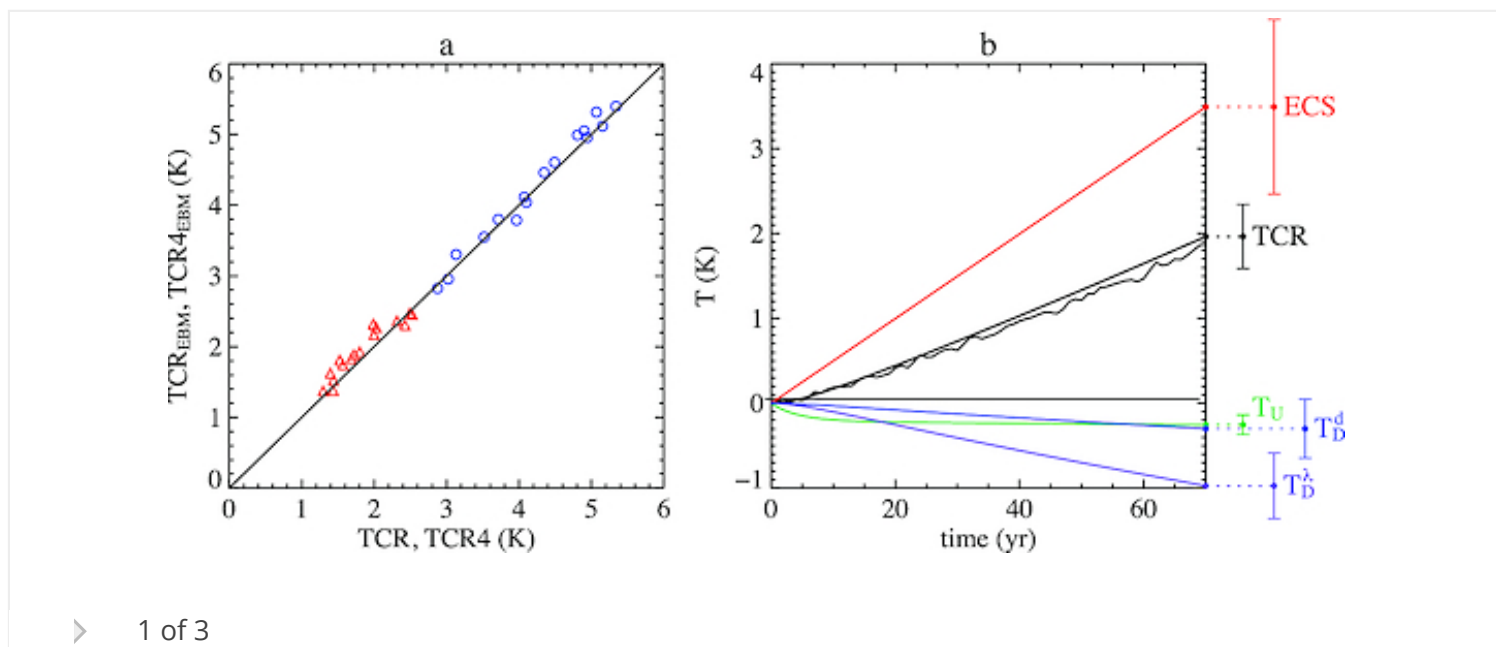 a
6
5
4
3
2
1
0
TCR_EBM, TCR4_EBM (K)
0 1 2 3 4 5 6
TCR, TCR4 (K)
b
4
3
2
1
0
−1
T (K)
0 20 40 60
time (yr)
ECS
TCR
T_U
T_D^d
T_D^λ
1 of 3